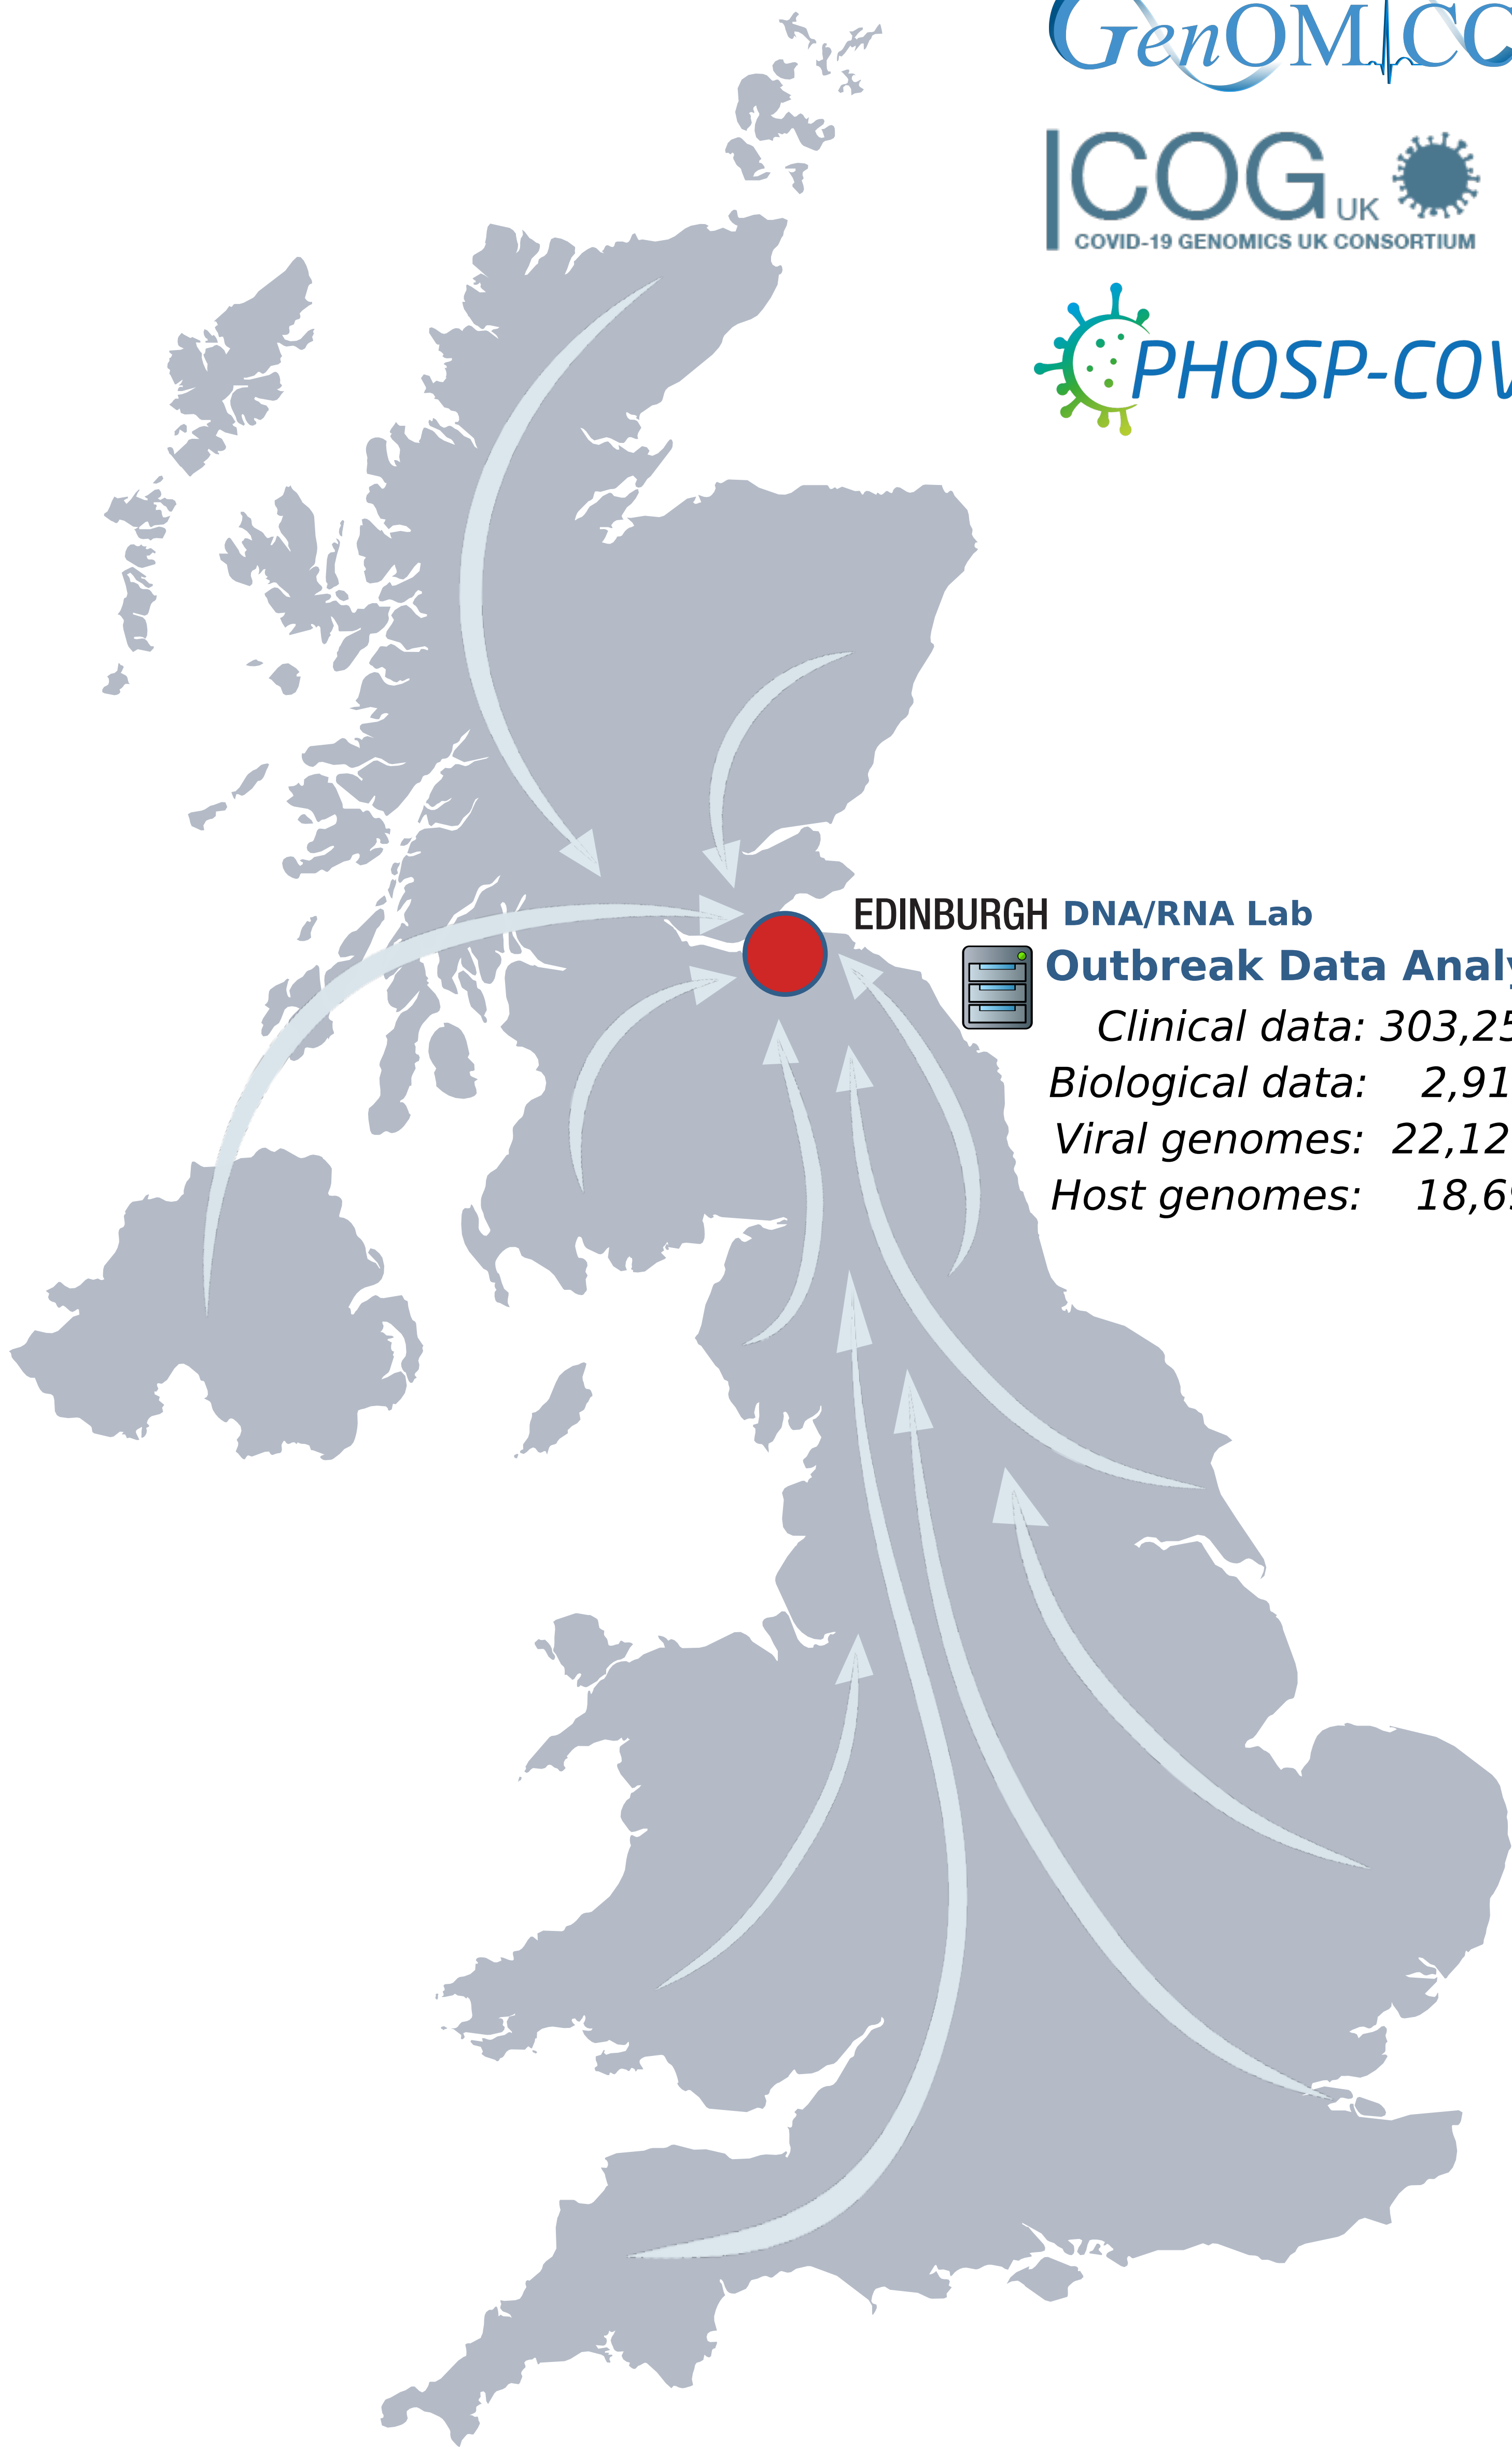 GenOMICC
COG UK
COVID-19 GENOMICS UK CONSORTIUM
PHOSP-COV
EDINBURGH DNA/RNA Lab
Outbreak Data Analy
Clinical data: 303,25
Biological data: 2,91
Viral genomes: 22,12
Host genomes: 18,69